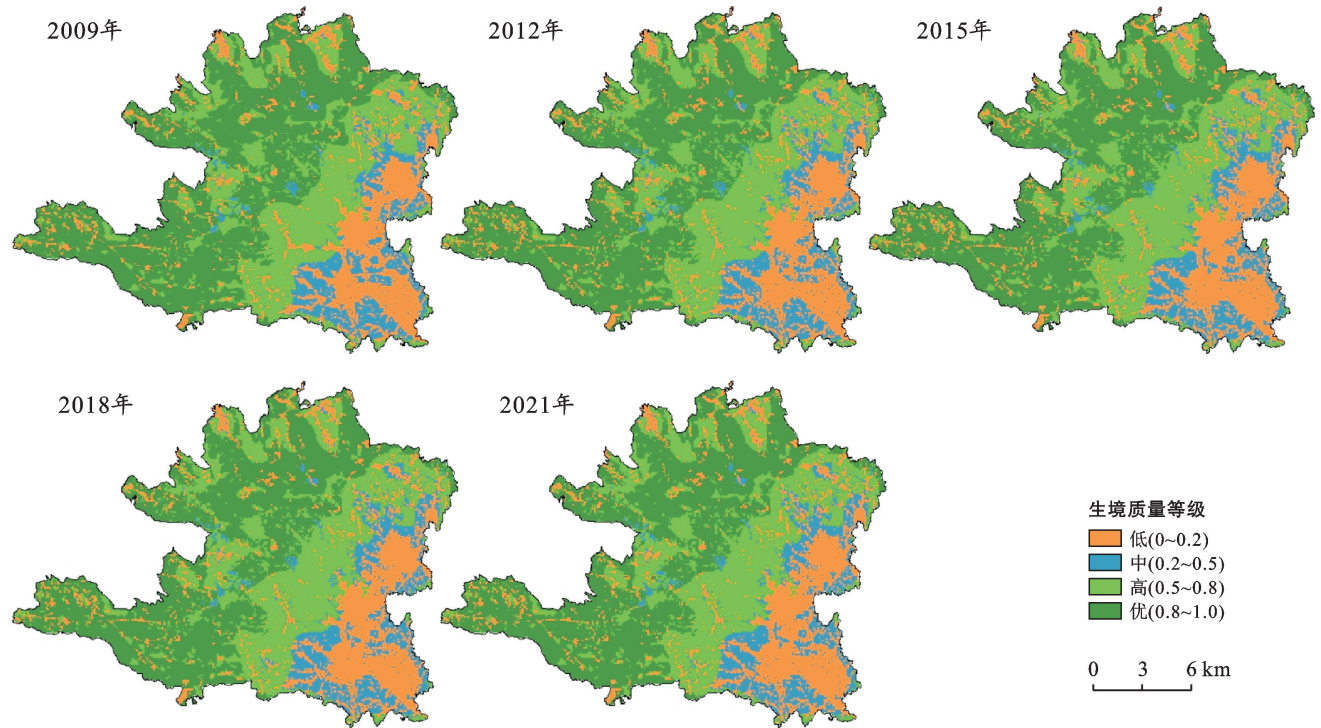 2009年
2012年
2015年
2018年
2021年
生境质量等级
低(0~0.2)
中(0.2~0.5)
高(0.5~0.8)
优(0.8~1.0)
0 3 6 km